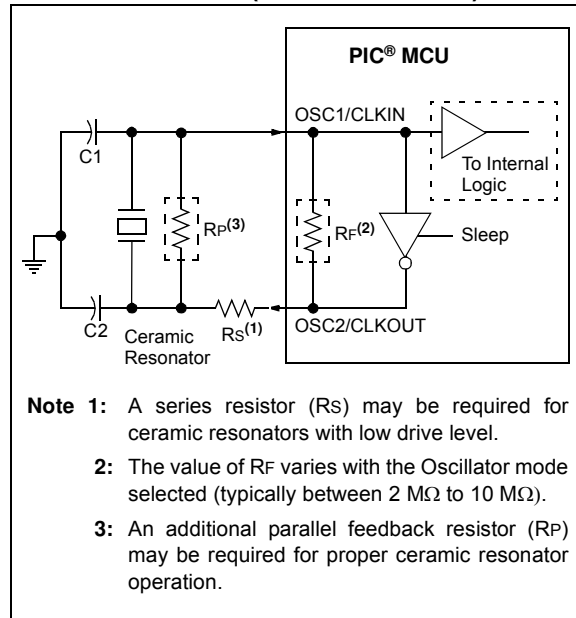 PIC® MCU
OSC1/CLKIN
C1
To Internal
Logic
RP(3)
RF(2)
Sleep
C2
Ceramic
Resonator
RS(1)
OSC2/CLKOUT
Note 1: A series resistor (RS) may be required for
ceramic resonators with low drive level.
2: The value of RF varies with the Oscillator mode
selected (typically between 2 MΩ to 10 MΩ).
3: An additional parallel feedback resistor (RP)
may be required for proper ceramic resonator
operation.